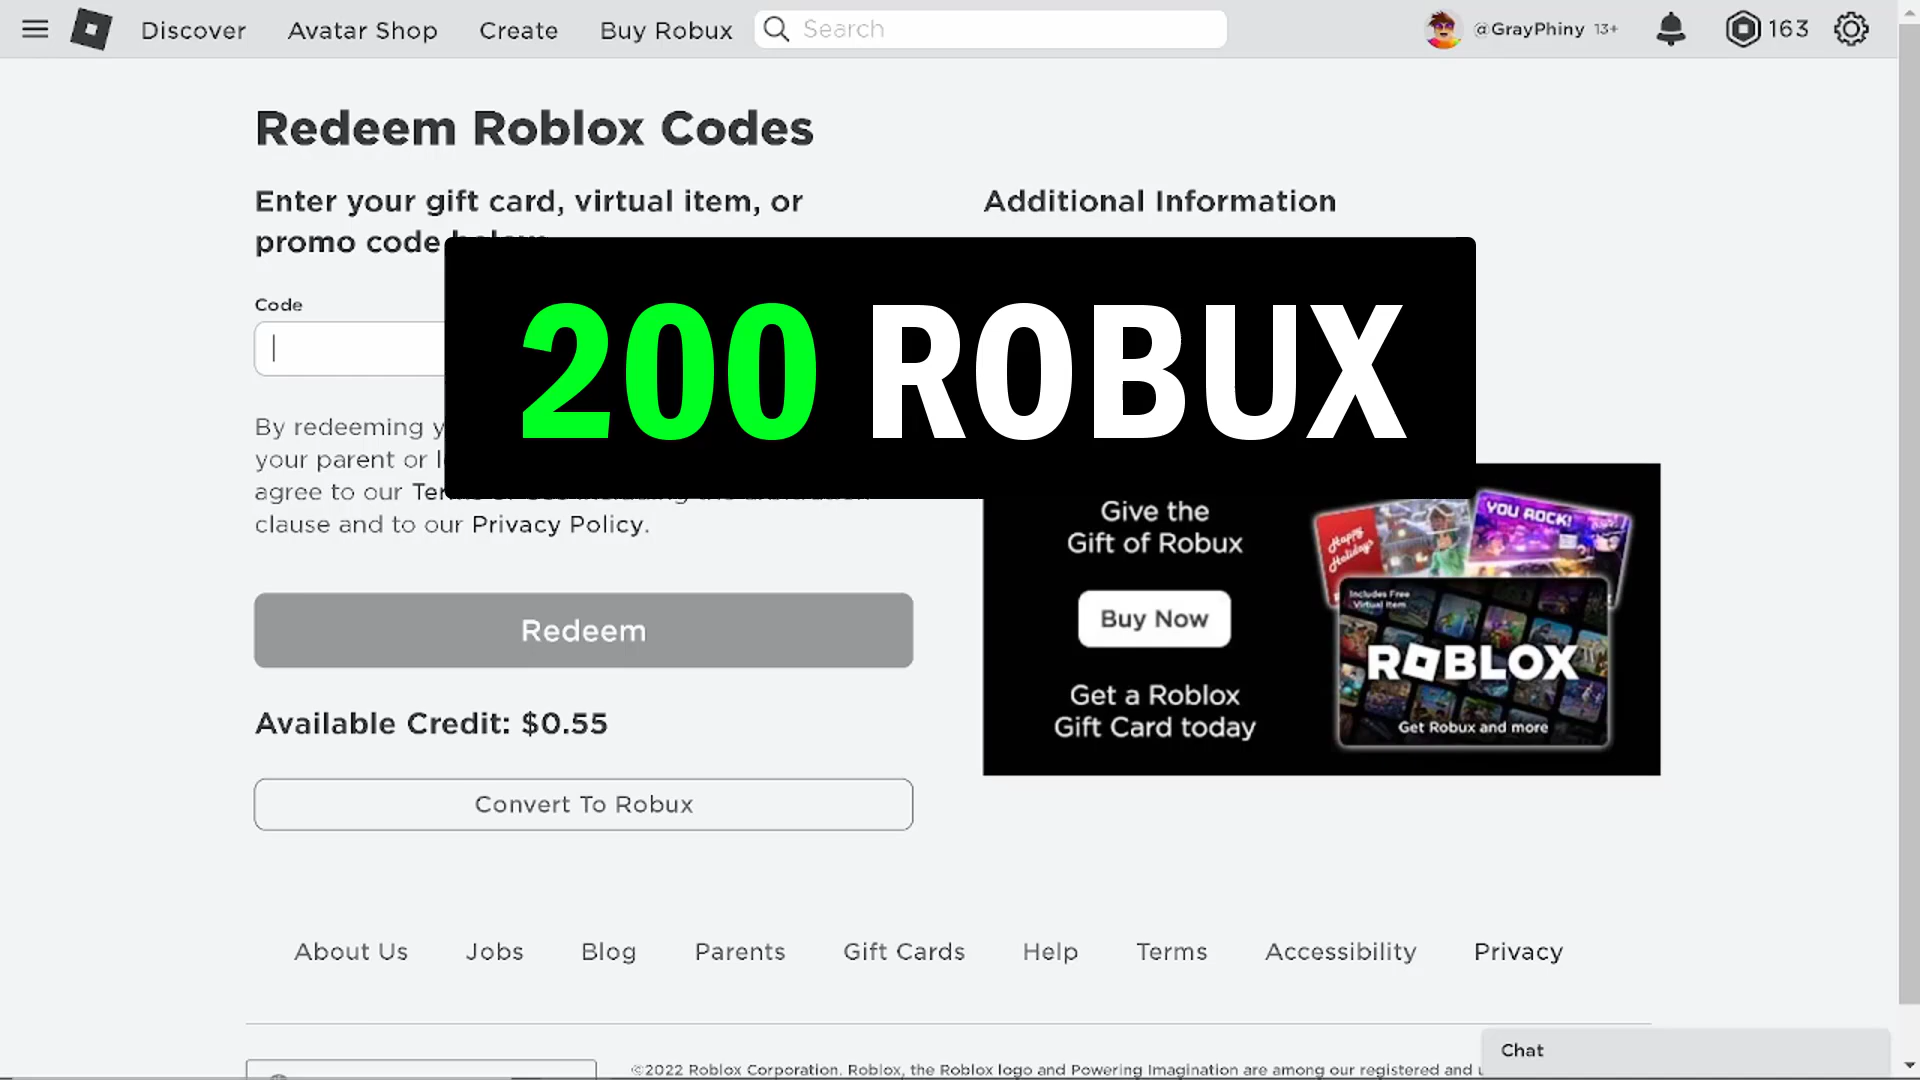 Discover
Avatar Shop
Create
Buy Robux
Search
@GrayPhiny 13+
163
Redeem Roblox Codes
Enter your gift card, virtual item, or
promo code
Code
By redeeming
your parent or
agree to our
clause and to our Privacy Policy.
Redeem
Available Credit: $0.55
Convert To Robux
Additional Information
200 ROBUX
Give the
Gift of Robux
Buy Now
Get a Roblox
Gift Card today
Happy
Holidays
YOU ROCK!
Includes Free
Virtual Item
ROBLOX
Get Robux and more
About Us
Jobs
Blog
Parents
Gift Cards
Help
Terms
Accessibility
Privacy
Chat
©2022 Roblox Corporation. Roblox, the Roblox logo and Powering Imagination are among our registered and